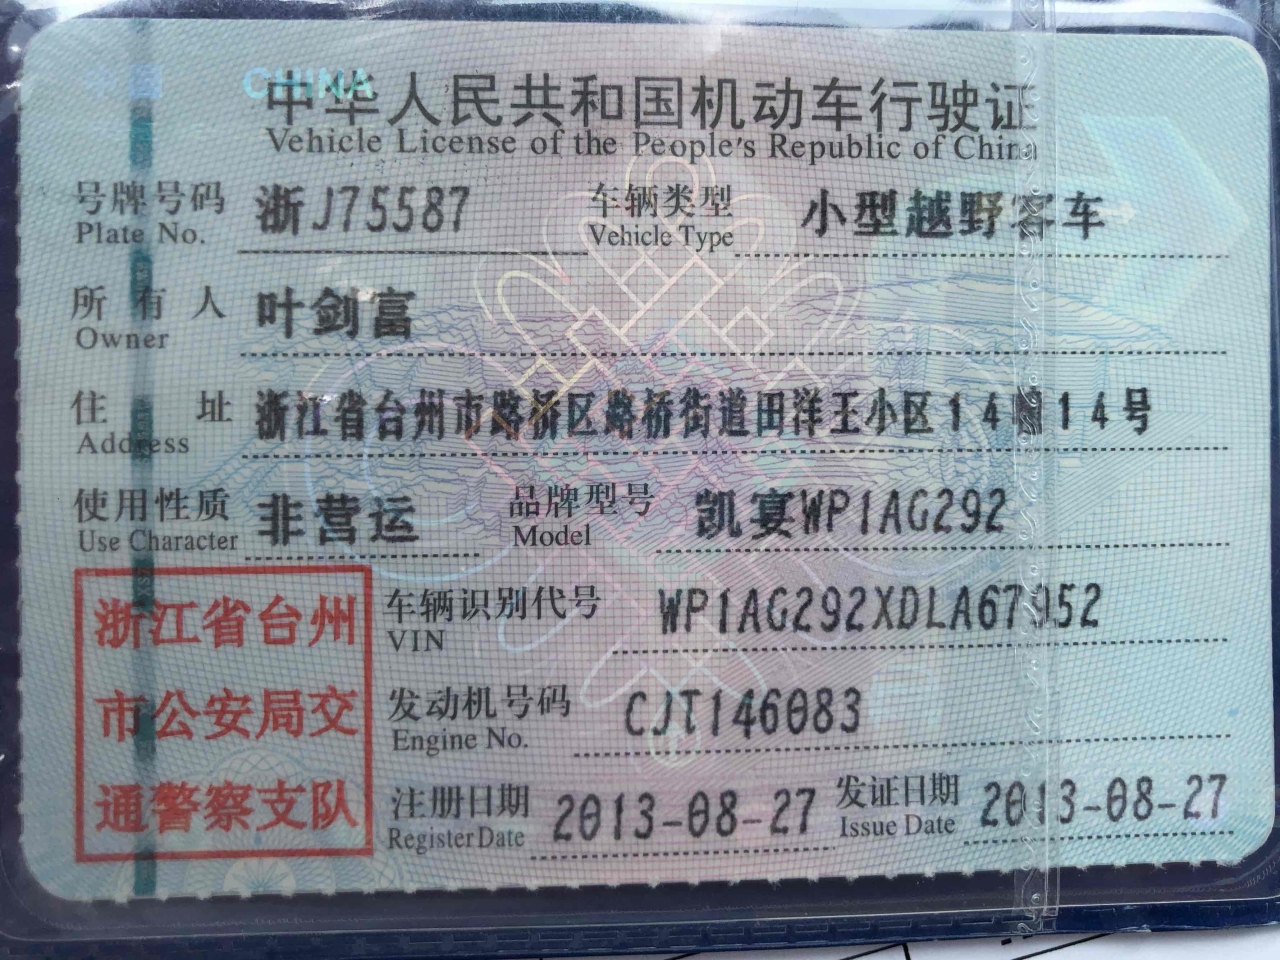 CHINA
中华人民共和国机动车行驶证
Vehicle License of the People's Republic of China
号牌号码 浙J75587 车辆类型 小型越野客车
Plate No. Vehicle Type
所有人 叶剑富
Owner
住址 浙江省台州市路桥区路桥街道田洋王小区14 14号
Address
使用性质 非营运 品牌型号 凯宴WP1AG292
Use Character Model
浙江省台州 车辆识别代号 WP1AG292XDLA67952
VIN
市公安局交 发动机号码 CJT146083
Engine No.
通警察支队 注册日期 2013-08-27 发证日期 2013-08-27
Register Date Issue Date